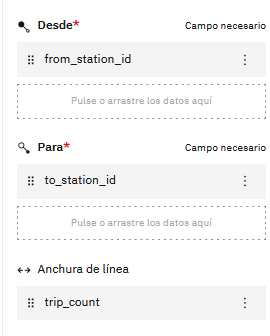 Desde* Campo necesario
from_station_id
Pulse o arrastre los datos aquí
Para* Campo necesario
to_station_id
Pulse o arrastre los datos aquí
Anchura de línea
trip_count